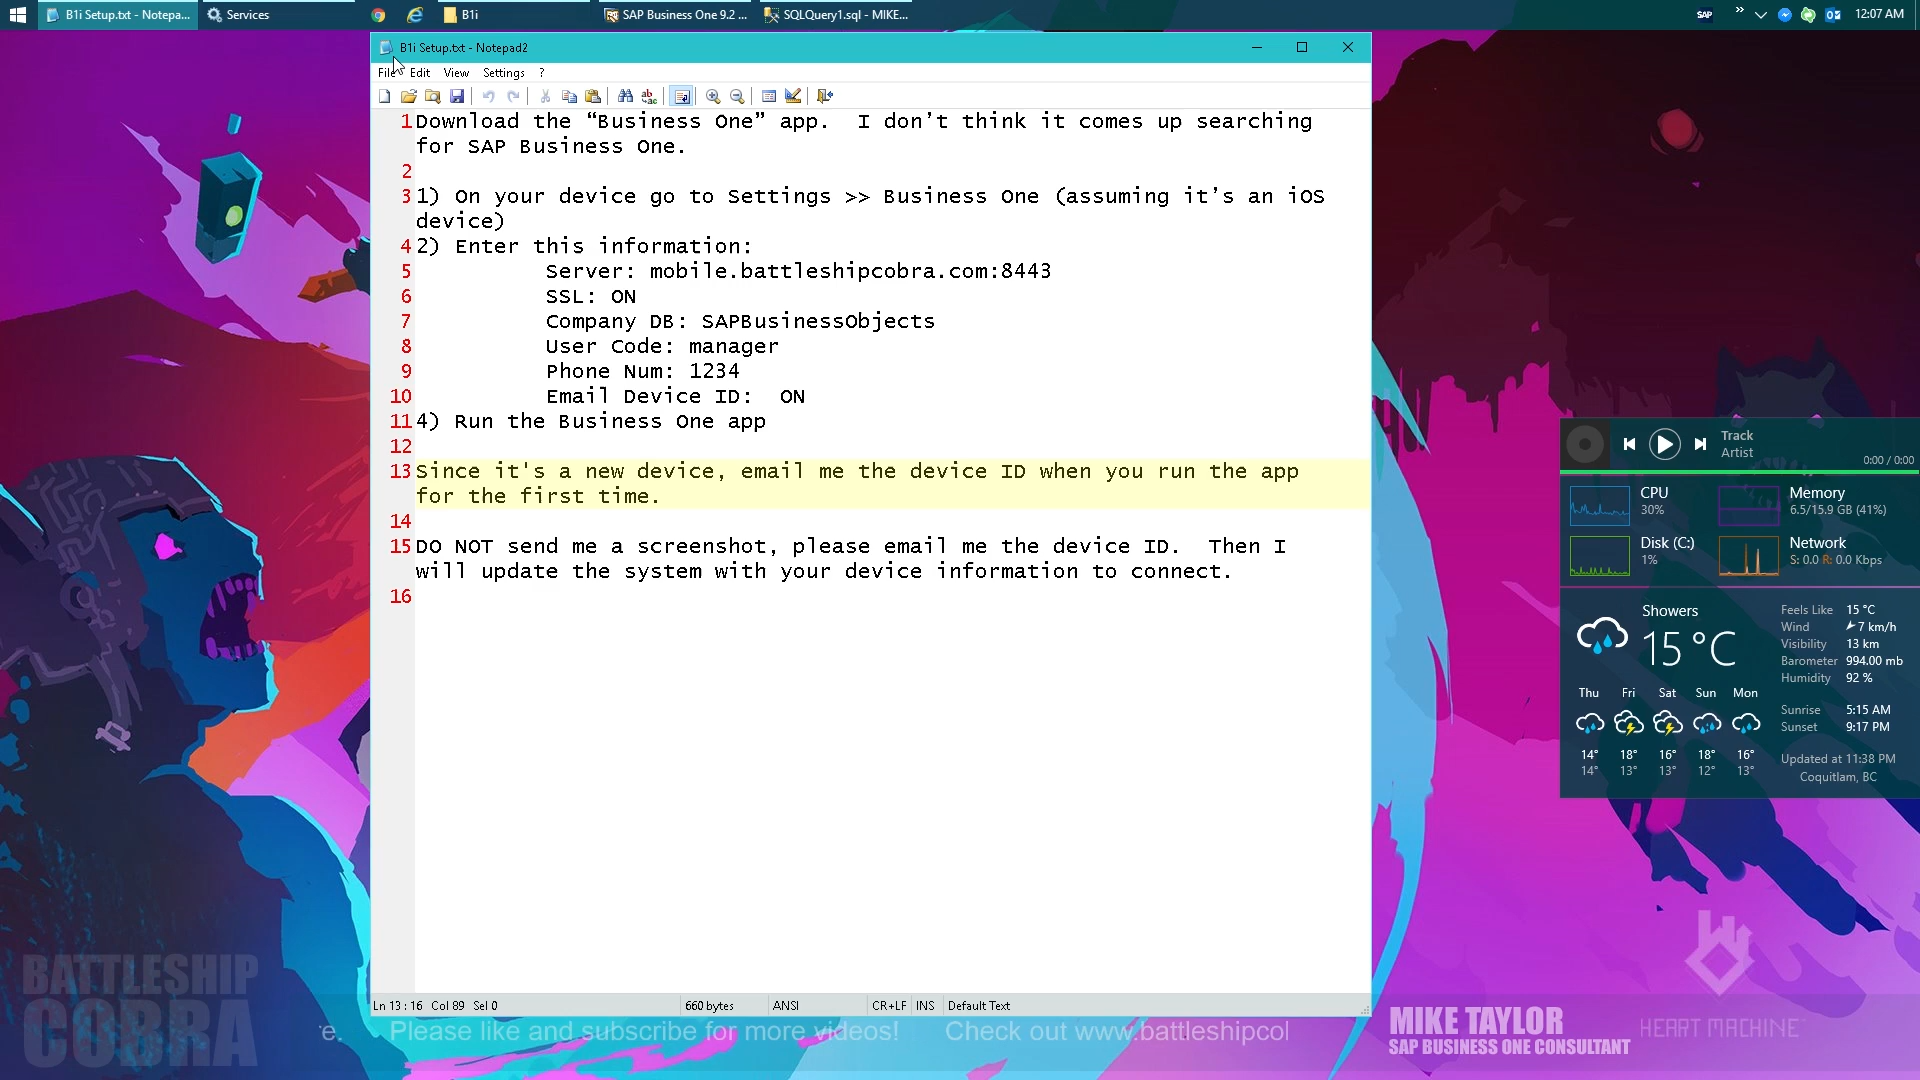 B1i Setup.txt - Notepa...
Services
B1i
SAP Business One 9.2 ...
SQLQuery1.sql - MIKE...
SAP
12:07 AM
B1i Setup.txt - Notepad2
File Edit View Settings ?
1 Download the “Business One” app.  I don’t think it comes up searching
for SAP Business One.
2
3 1) On your device go to Settings >> Business One (assuming it’s an iOS
device)
4 2) Enter this information:
5 Server: mobile.battleshipcobra.com:8443
6 SSL: ON
7 Company DB: SAPBusinessObjects
8 User Code: manager
9 Phone Num: 1234
10 Email Device ID:  ON
11 4) Run the Business One app
12
13 Since it's a new device, email me the device ID when you run the app
for the first time.
14
15 DO NOT send me a screenshot, please email me the device ID.  Then I
will update the system with your device information to connect.
16
Ln 13 : 16 Col 89 Sel 0 660 bytes ANSI CR+LF INS Default Text
Track
Artist
0:00 / 0:00
CPU
30%
Memory
6.5/15.9 GB (41%)
Disk (C:)
1%
Network
S: 0.0 R: 0.0 Kbps
Showers
15 °C
Feels Like 15 °C
Wind 7 km/h
Visibility 13 km
Barometer 994.00 mb
Humidity 92 %
Thu Fri Sat Sun Mon
14° 18° 16° 18° 16°
14° 13° 13° 12° 13°
Sunrise 5:15 AM
Sunset 9:17 PM
Updated at 11:38 PM
Coquitlam, BC
BATTLESHIP
COBRA
e. Please like and subscribe for more videos! Check out www.battleshipcol
MIKE TAYLOR
SAP BUSINESS ONE CONSULTANT
HEART MACHINE